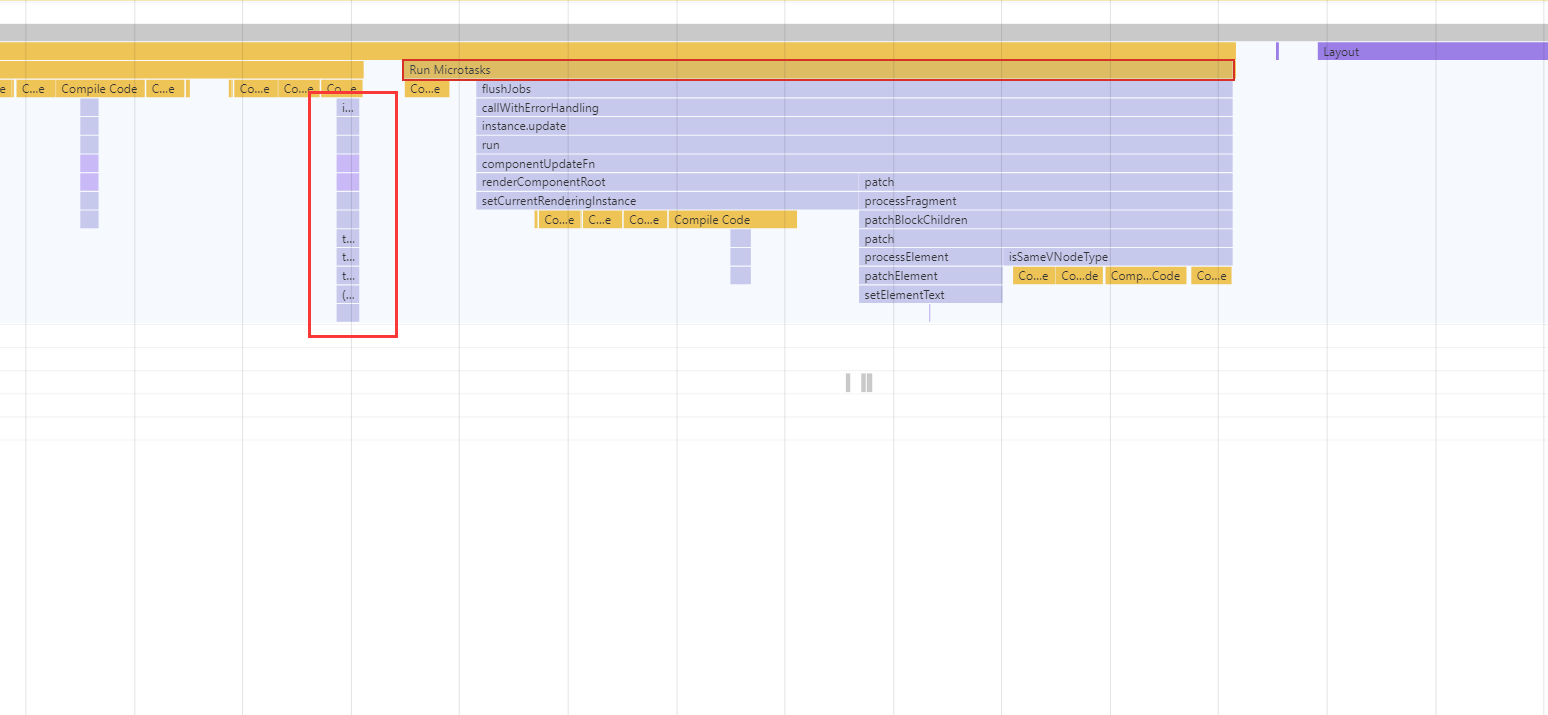 Layout
Run Microtasks
e C...e Compile Code C...e Co...e Co...e Co...e Co...e flushJobs
i... callWithErrorHandling
instance.update
run
componentUpdateFn
renderComponentRoot patch
setCurrentRenderingInstance processFragment
Co...e C...e Co...e Compile Code patchBlockChildren
t... patch
t... processElement isSameVNodeType
t... patchElement Co...e Co...de Comp...Code Co...e
(... setElementText